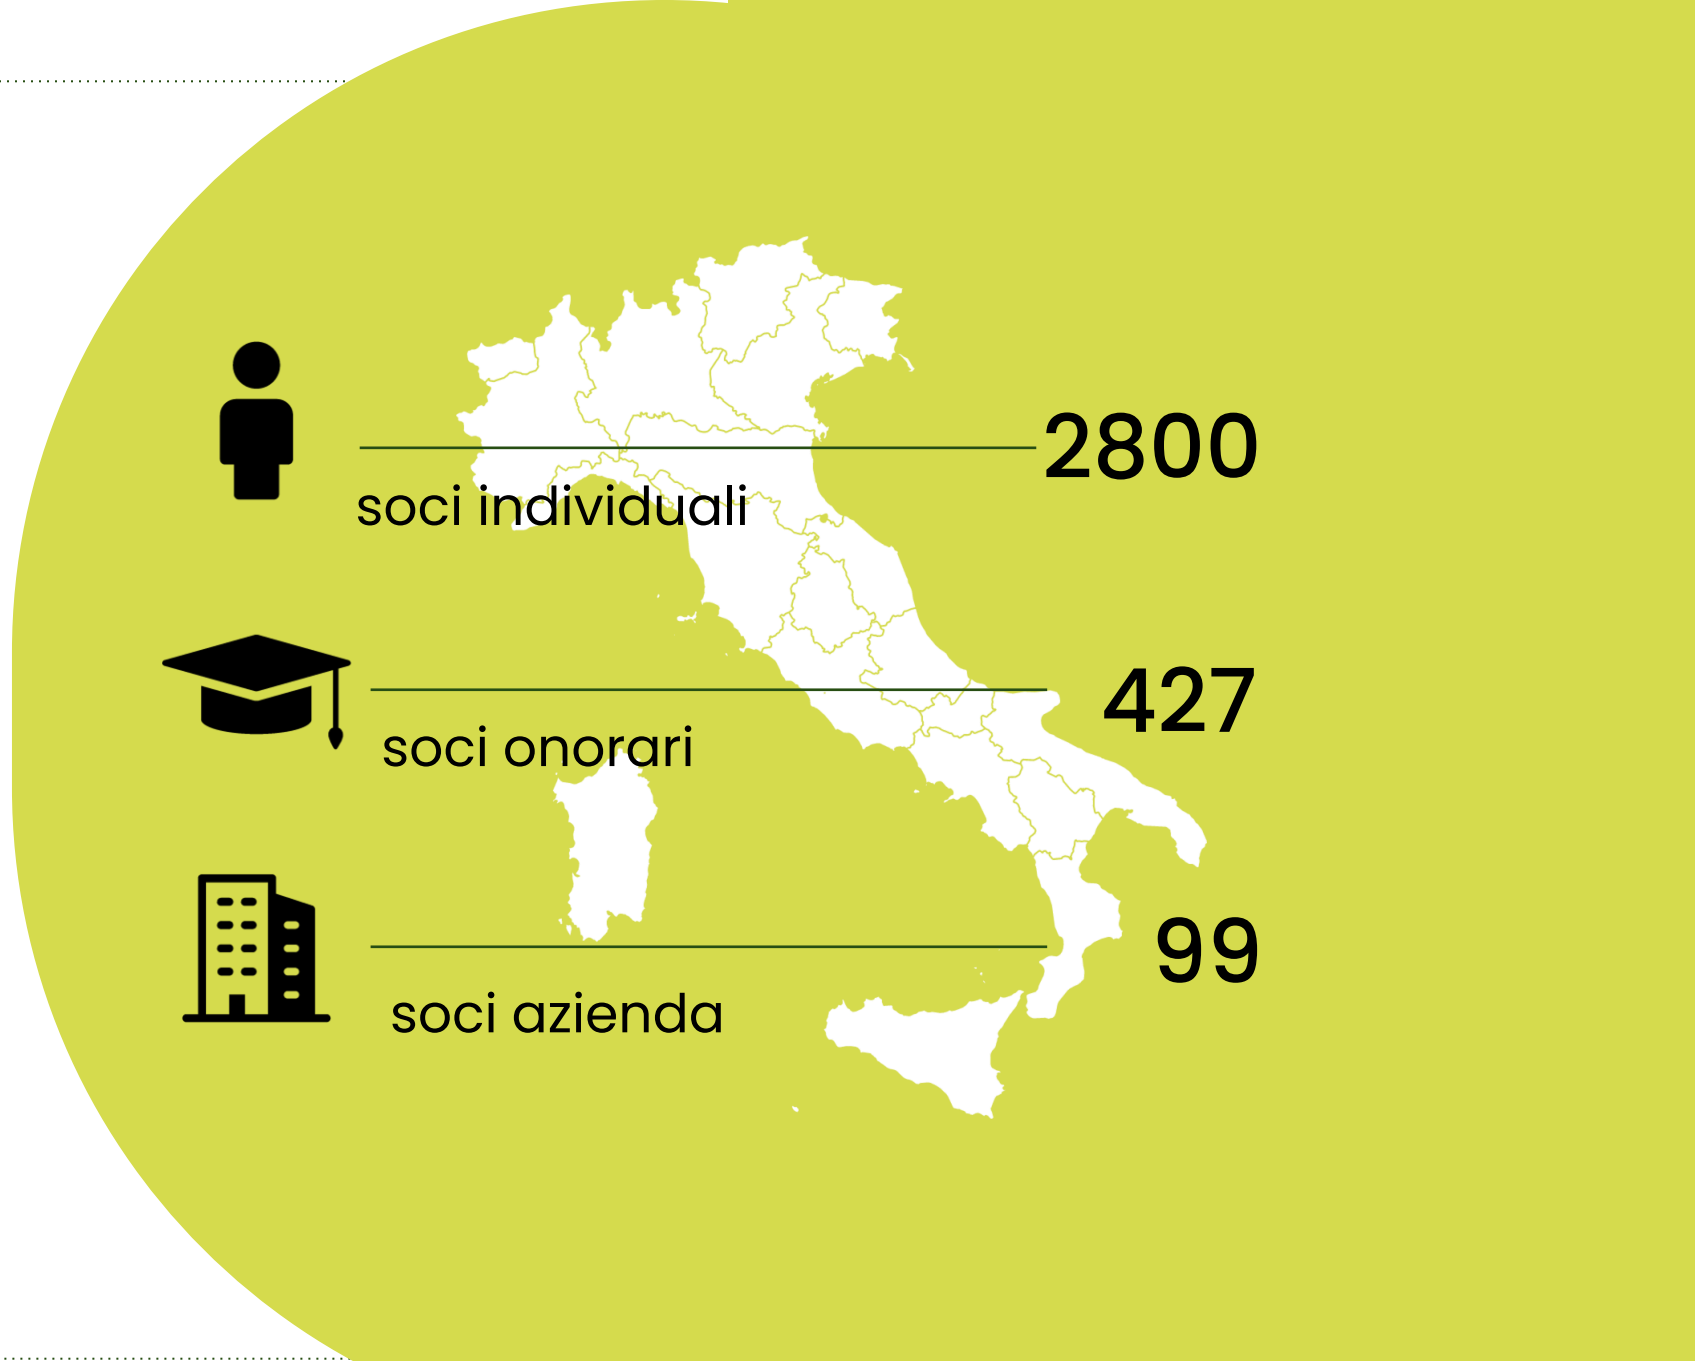 2800
soci individuali
427
soci onorari
99
soci azienda